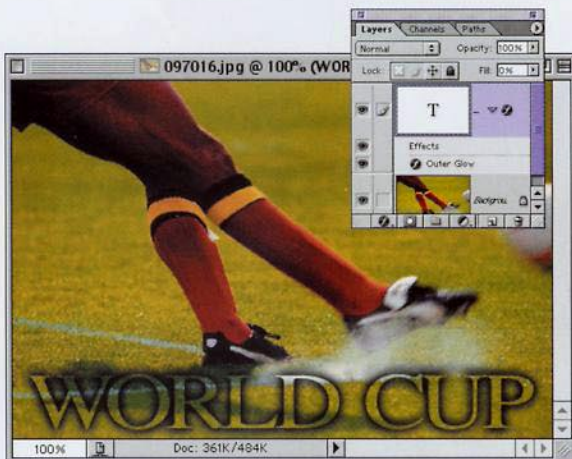 Layers Channels Paths
Normal Opacity: 100%
Lock: Fill: 0%
097016.jpg @ 100% (WOR
T
Effects
Outer Glow
Background
WORLD CUP
100% Doc: 361K/484K